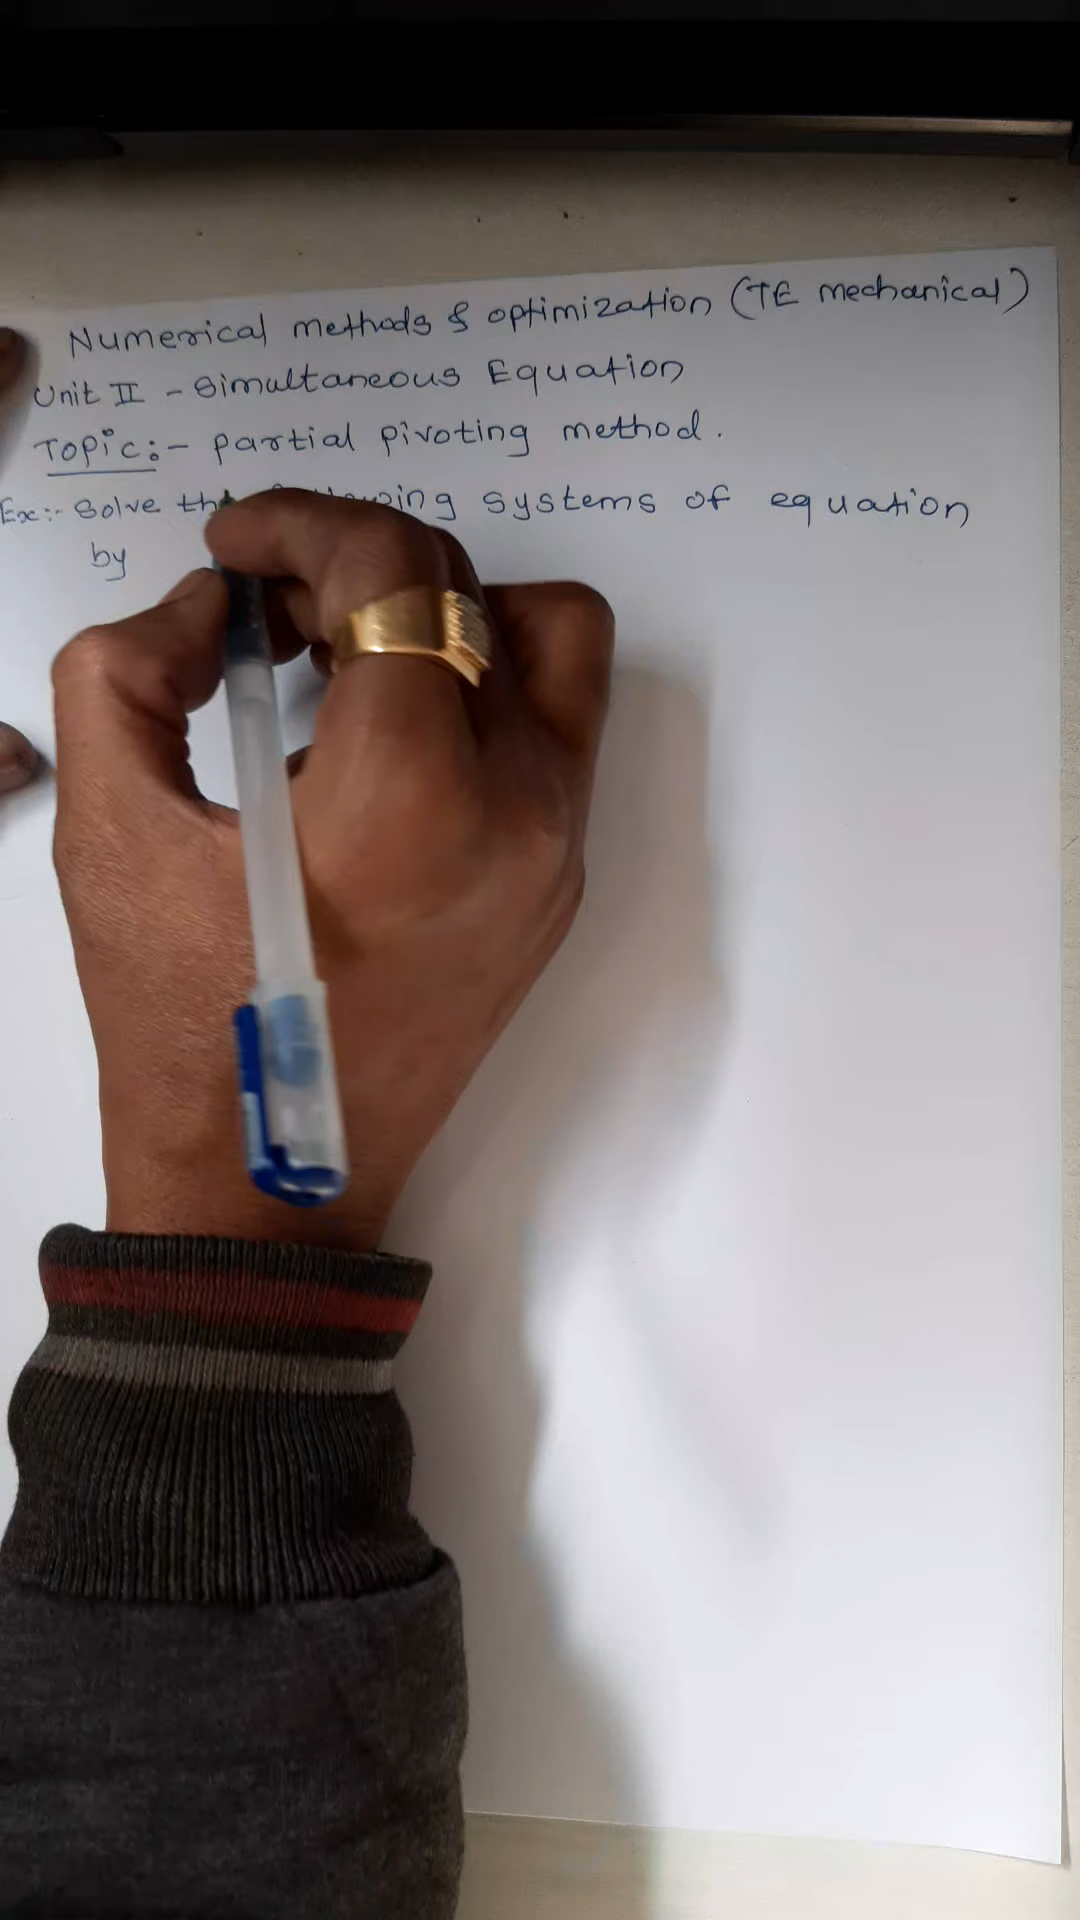 Numerical methods & optimization (TE mechanical)
Unit II - Simultaneous Equation
Topic:- partial pivoting method.
Ex:- Solve systems of equation
by